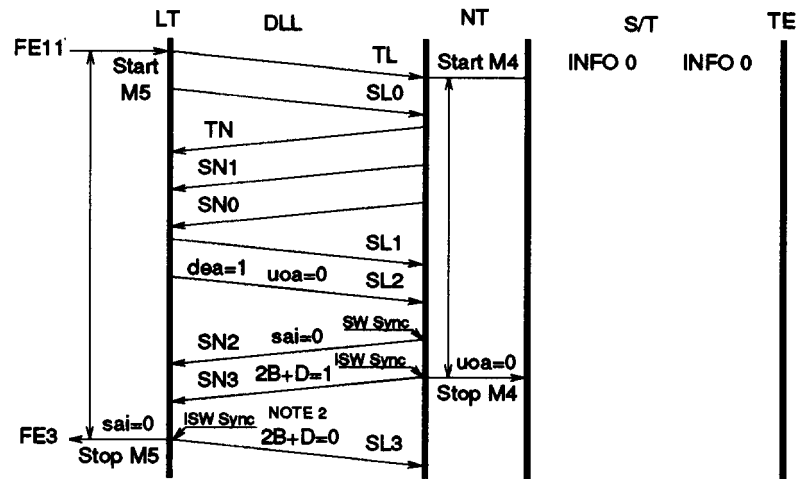 LT DLL NT S/T TE
FE11 Start M5 TL Start M4 INFO 0 INFO 0
SL0
TN
SN1
SN0
SL1
dea=1 uoa=0 SL2
SW Sync
SN2 sai=0
ISW Sync uoa=0
SN3 2B+D=1
Stop M4
sai=0 ISW Sync NOTE 2
FE3 2B+D=0 SL3
Stop M5